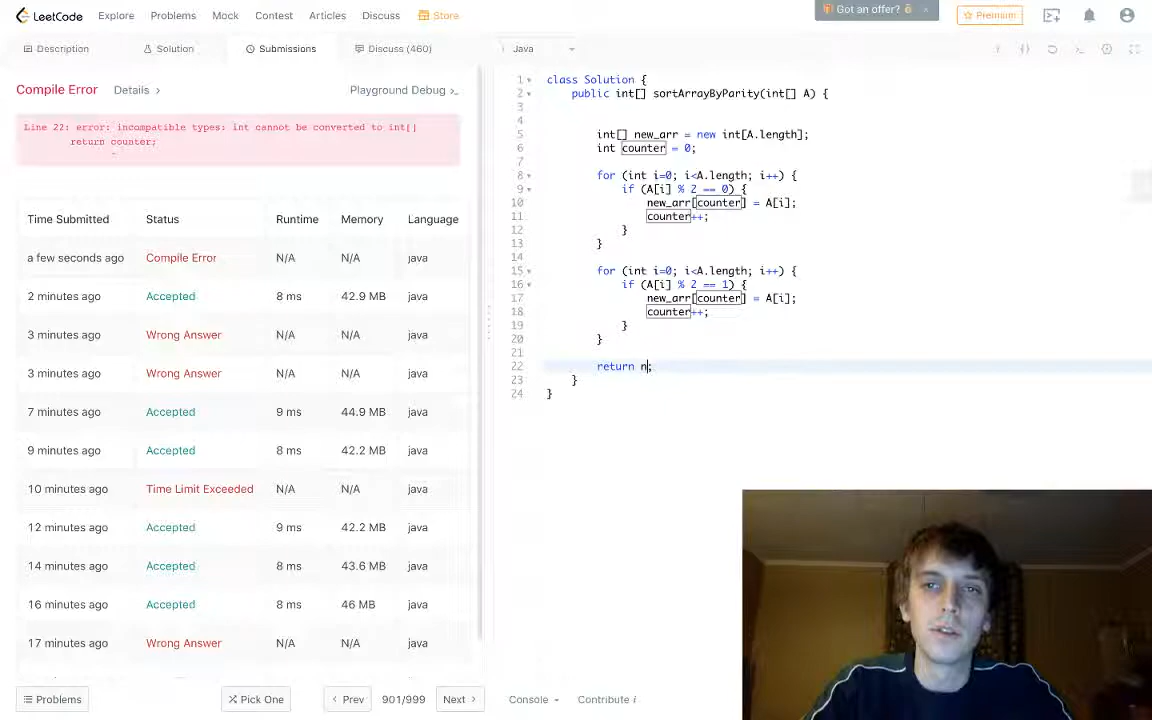 LeetCode
Explore
Problems
Mock
Contest
Articles
Discuss
Store
Got an offer?
×
Premium
Description
Solution
Submissions
Discuss (460)
Java
Compile Error
Details >
Playground Debug >_
Line 22: error: incompatible types: int cannot be converted to int[]
return counter;
^
Time Submitted Status Runtime Memory Language
a few seconds ago Compile Error N/A N/A java
2 minutes ago Accepted 8 ms 42.9 MB java
3 minutes ago Wrong Answer N/A N/A java
3 minutes ago Wrong Answer N/A N/A java
7 minutes ago Accepted 9 ms 44.9 MB java
9 minutes ago Accepted 8 ms 42.2 MB java
10 minutes ago Time Limit Exceeded N/A N/A java
12 minutes ago Accepted 9 ms 42.2 MB java
14 minutes ago Accepted 8 ms 43.6 MB java
16 minutes ago Accepted 8 ms 46 MB java
17 minutes ago Wrong Answer N/A N/A java
Problems
Pick One
< Prev
901/999
Next >
1 class Solution {
2 public int[] sortArrayByParity(int[] A) {
3
4
5 int[] new_arr = new int[A.length];
6 int counter = 0;
7
8 for (int i=0; i<A.length; i++) {
9 if (A[i] % 2 == 0) {
10 new_arr[counter] = A[i];
11 counter++;
12 }
13 }
14
15 for (int i=0; i<A.length; i++) {
16 if (A[i] % 2 == 1) {
17 new_arr[counter] = A[i];
18 counter++;
19 }
20 }
21
22 return n;
23 }
24 }
Console
Contribute i